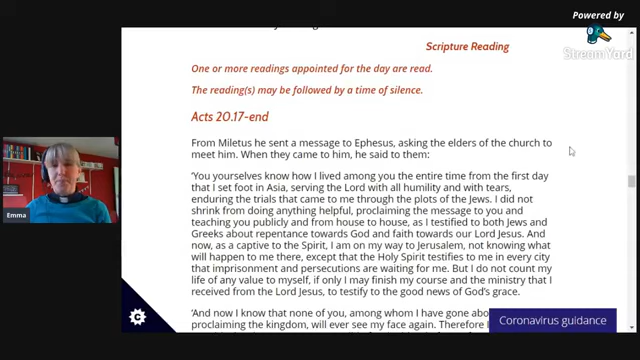 Powered by
StreamYard
Scripture Reading
One or more readings appointed for the day are read.
The reading(s) may be followed by a time of silence.
Acts 20.17-end
From Miletus he sent a message to Ephesus, asking the elders of the church to
meet him. When they came to him, he said to them:
'You yourselves know how I lived among you the entire time from the first day
that I set foot in Asia, serving the Lord with all humility and with tears,
enduring the trials that came to me through the plots of the Jews. I did not
shrink from doing anything helpful, proclaiming the message to you and
teaching you publicly and from house to house, as I testified to both Jews and
Greeks about repentance towards God and faith towards our Lord Jesus. And
now, as a captive to the Spirit, I am on my way to Jerusalem, not knowing what
will happen to me there, except that the Holy Spirit testifies to me in every city
that imprisonment and persecutions are waiting for me. But I do not count my
life of any value to myself, if only I may finish my course and the ministry that I
received from the Lord Jesus, to testify to the good news of God's grace.
'And now I know that none of you, among whom I have gone
proclaiming the kingdom, will ever see my face again. Therefore
Emma
Coronavirus guidance